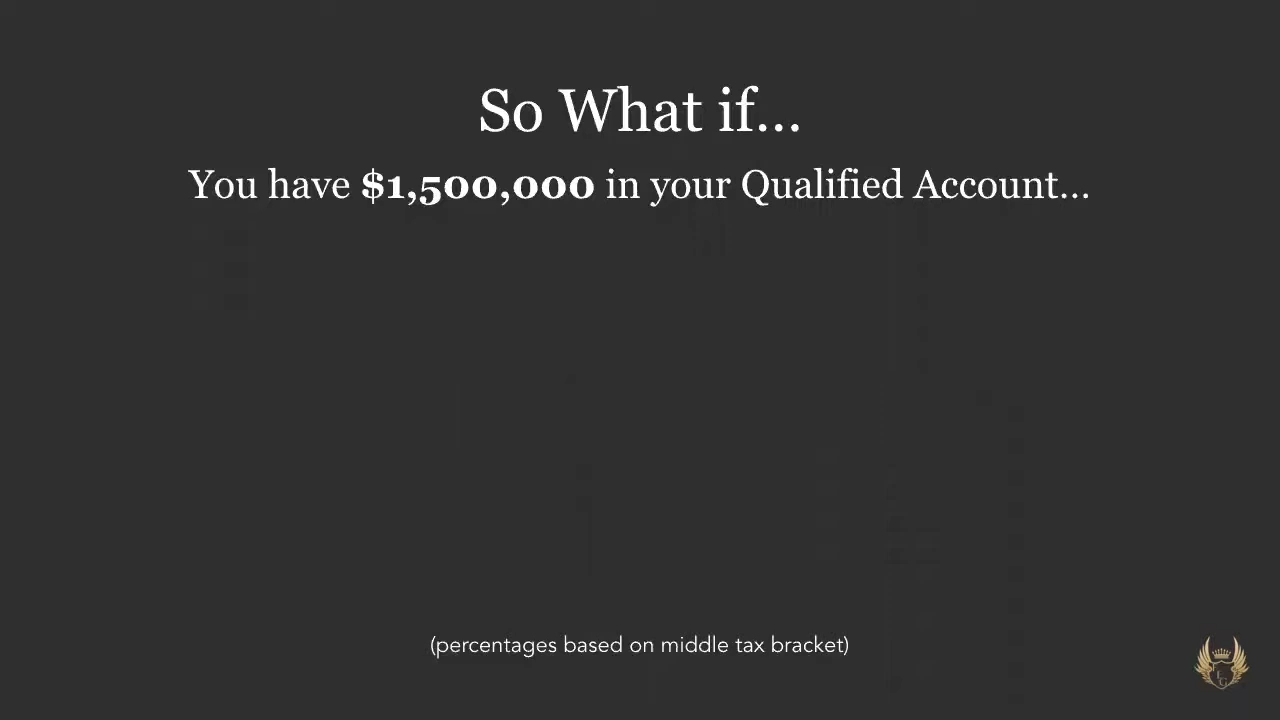 So What if...
You have $1,500,000 in your Qualified Account...
(percentages based on middle tax bracket)